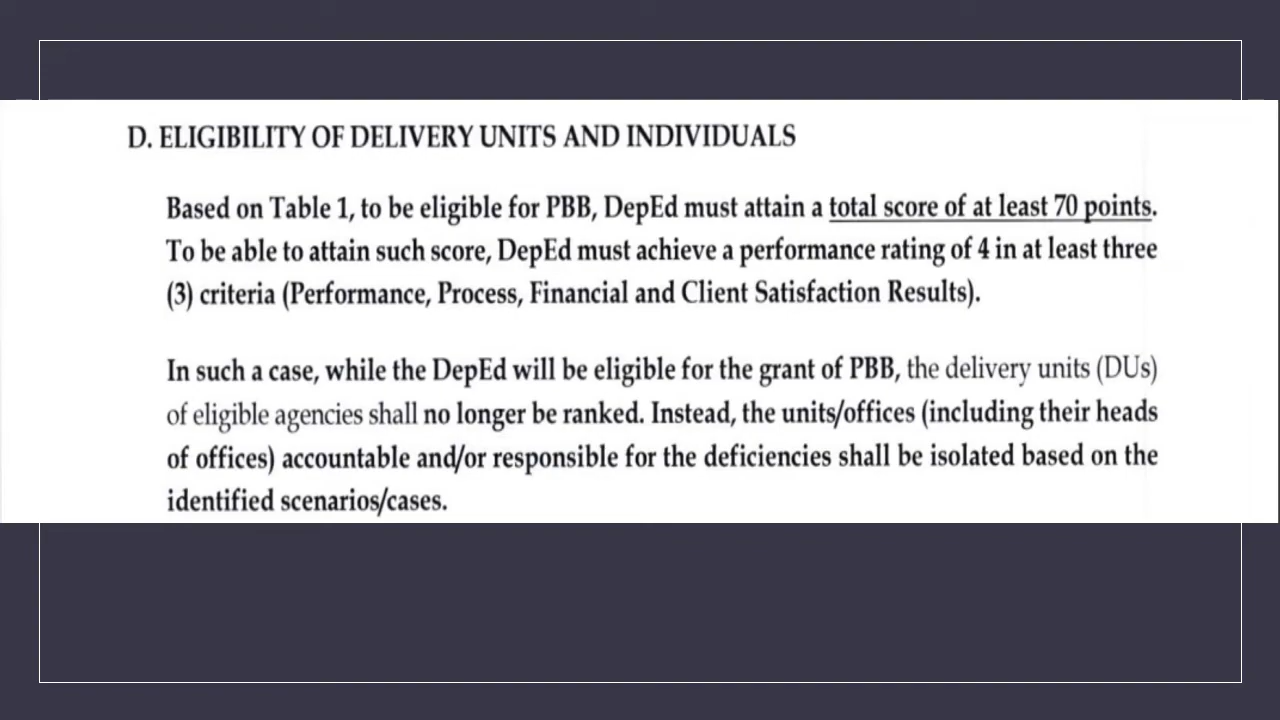 D. ELIGIBILITY OF DELIVERY UNITS AND INDIVIDUALS
Based on Table 1, to be eligible for PBB, DepEd must attain a total score of at least 70 points.
To be able to attain such score, DepEd must achieve a performance rating of 4 in at least three
(3) criteria (Performance, Process, Financial and Client Satisfaction Results).
In such a case, while the DepEd will be eligible for the grant of PBB, the delivery units (DUs)
of eligible agencies shall no longer be ranked. Instead, the units/offices (including their heads
of offices) accountable and/or responsible for the deficiencies shall be isolated based on the
identified scenarios/cases.